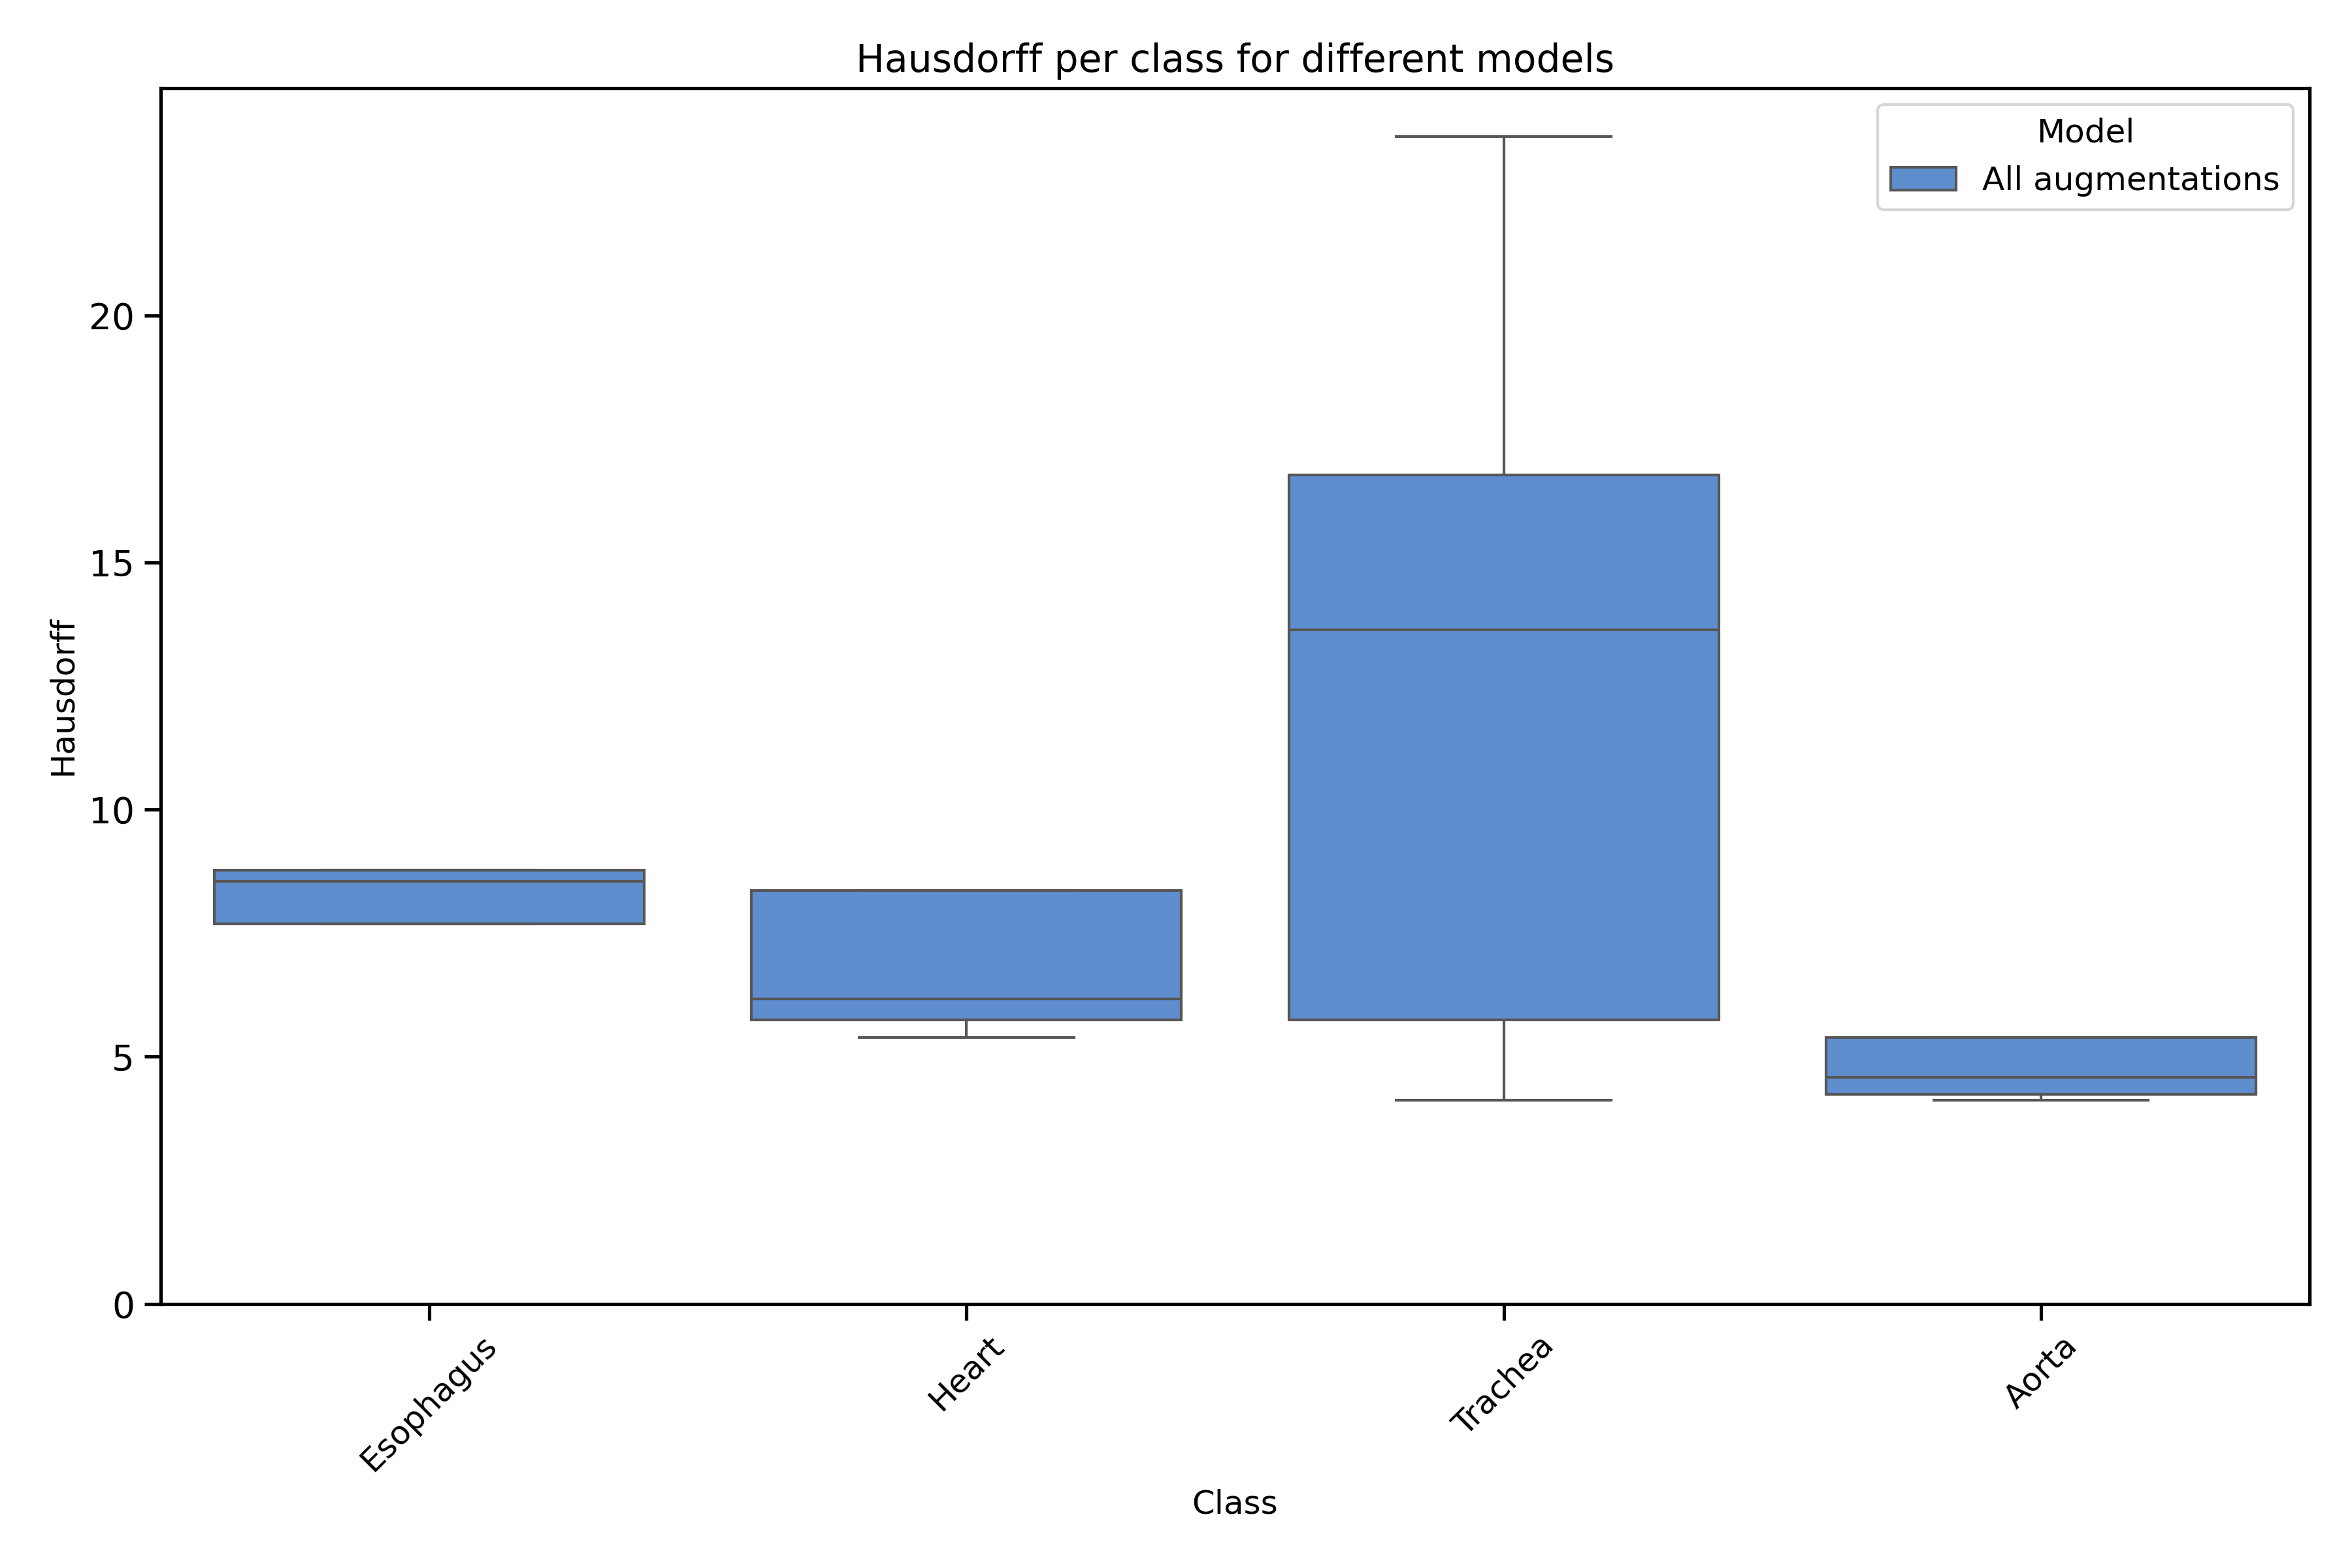 Hausdorff per class for different models
Model
All augmentations
Hausdorff
20
15
10
5
0
Esophagus
Heart
Trachea
Aorta
Class